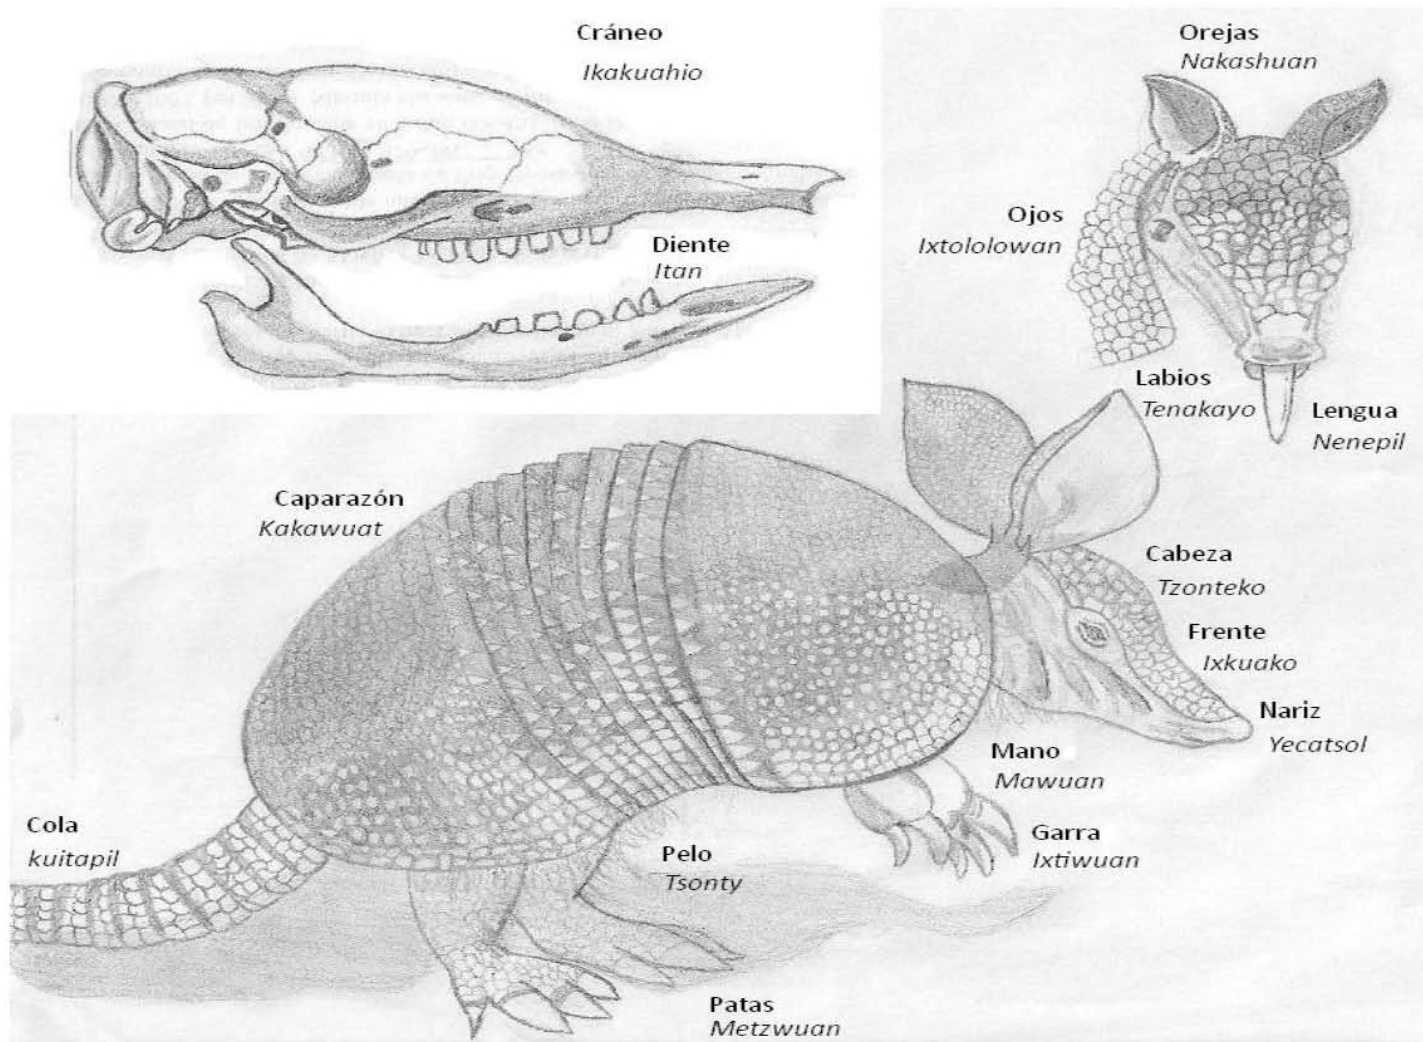 Cráneo
Ikakuahio
Orejas
Nakashuan
Ojos
Ixtololowan
Diente
Itan
Labios
Tenakayo
Lengua
Nenepil
Caparazón
Kakawuat
Cabeza
Tzonteko
Frente
Ixkuako
Nariz
Yecatsol
Mano
Mawuan
Garra
Ixtiwuan
Cola
kuitapil
Pelo
Tsonty
Patas
Metzwuan